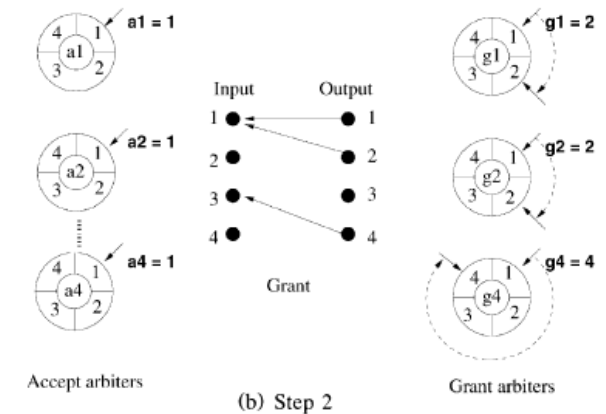 4 1 a1 3 2
a1 = 1
4 1 a2 3 2
a2 = 1
4 1 a4 3 2
a4 = 1
Accept arbiters
Input Output
1 1
2 2
3 3
4 4
Grant
(b) Step 2
4 1 g1 3 2
g1 = 2
4 1 g2 3 2
g2 = 2
4 1 g4 3 2
g4 = 4
Grant arbiters